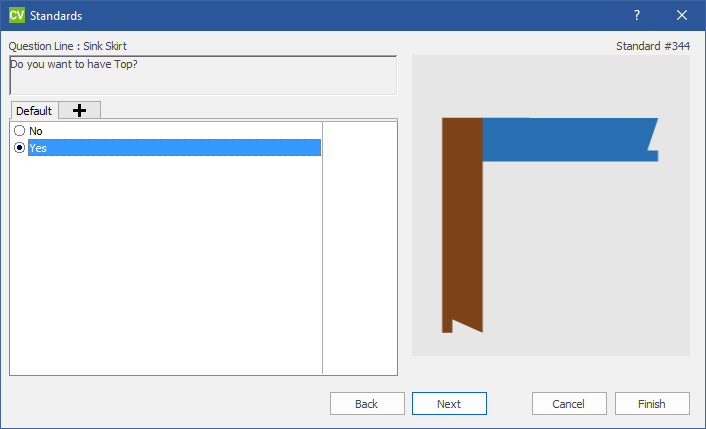 CV Standards ?
Question Line : Sink Skirt
Standard #344
Do you want to have Top?
Default
No
Yes
Back
Next
Cancel
Finish